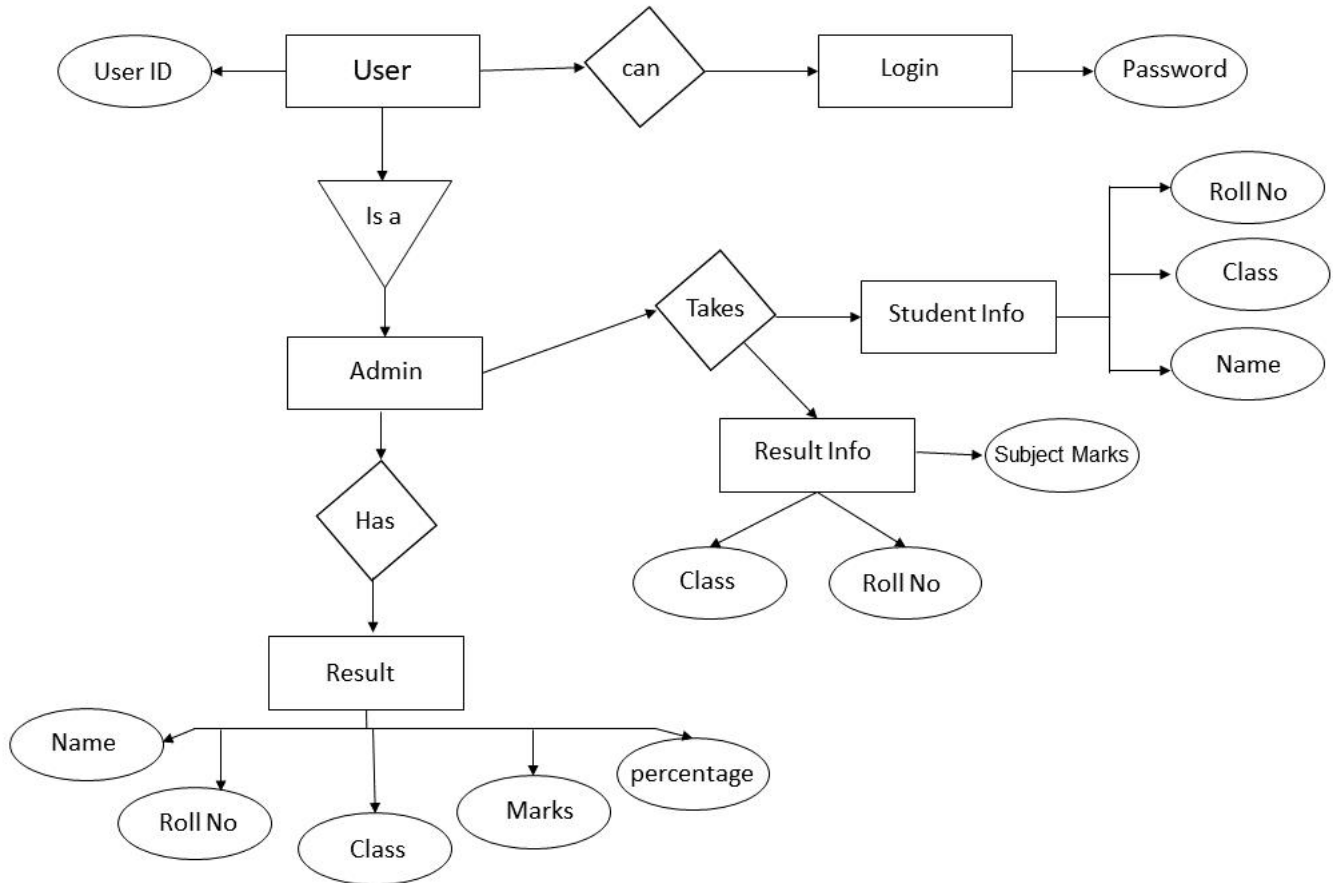 User ID
User
can
Login
Password
Is a
Roll No
Class
Name
Takes
Student Info
Admin
Result Info
Subject Marks
Has
Class
Roll No
Result
Name
Roll No
Class
Marks
percentage